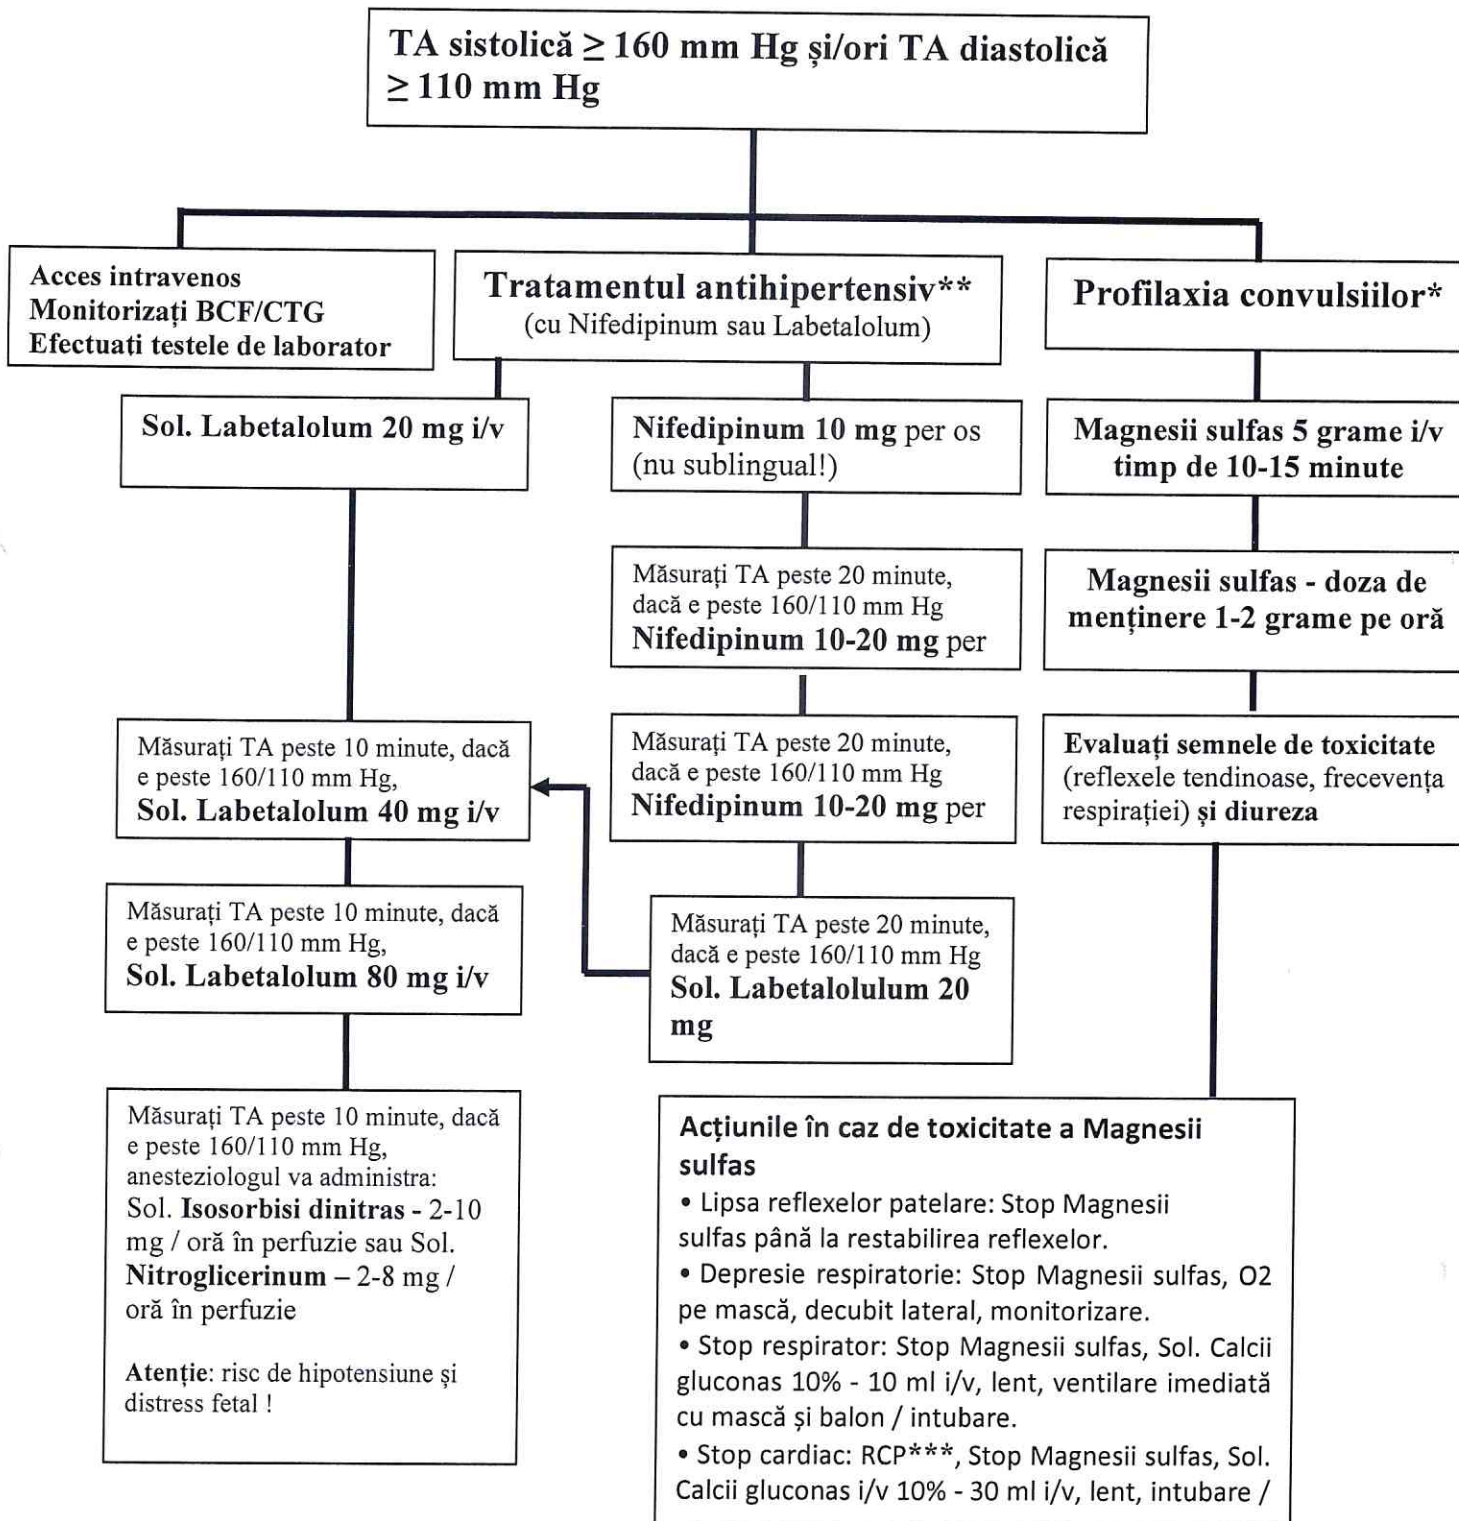 TA sistolică ≥ 160 mm Hg și/ori TA diastolică
≥ 110 mm Hg
Acces intravenos
Monitorizați BCF/CTG
Efectuați testele de laborator
Tratamentul antihipertensiv**
(cu Nifedipinum sau Labetalolum)
Profilaxia convulsiilor*
Sol. Labetalolum 20 mg i/v
Nifedipinum 10 mg per os
(nu sublingual!)
Magnesii sulfas 5 grame i/v
timp de 10-15 minute
Măsurați TA peste 20 minute,
dacă e peste 160/110 mm Hg
Nifedipinum 10-20 mg per
Magnesii sulfas - doza de
menținere 1-2 grame pe oră
Măsurați TA peste 10 minute, dacă
e peste 160/110 mm Hg,
Sol. Labetalolum 40 mg i/v
Măsurați TA peste 20 minute,
dacă e peste 160/110 mm Hg
Nifedipinum 10-20 mg per
Evaluați semnele de toxicitate
(reflexele tendinoase, frecevența
respirației) și diureza
Măsurați TA peste 10 minute, dacă
e peste 160/110 mm Hg,
Sol. Labetalolum 80 mg i/v
Măsurați TA peste 20 minute,
dacă e peste 160/110 mm Hg
Sol. Labetalolulum 20
mg
Măsurați TA peste 10 minute, dacă
e peste 160/110 mm Hg,
anesteziologul va administra:
Sol. Isosorbisi dinitras - 2-10
mg / oră în perfuzie sau Sol.
Nitroglicerinum – 2-8 mg /
oră în perfuzie
Atenție: risc de hipotensiune și
distress fetal !
Acțiunile în caz de toxicitate a Magnesii
sulfas
• Lipsa reflexelor patelare: Stop Magnesii
sulfas până la restabilirea reflexelor.
• Depresie respiratorie: Stop Magnesii sulfas, O2
pe mască, decubit lateral, monitorizare.
• Stop respirator: Stop Magnesii sulfas, Sol. Calcii
gluconas 10% - 10 ml i/v, lent, ventilare imediată
cu mască și balon / intubare.
• Stop cardiac: RCP***, Stop Magnesii sulfas, Sol.
Calcii gluconas i/v 10% - 30 ml i/v, lent, intubare /